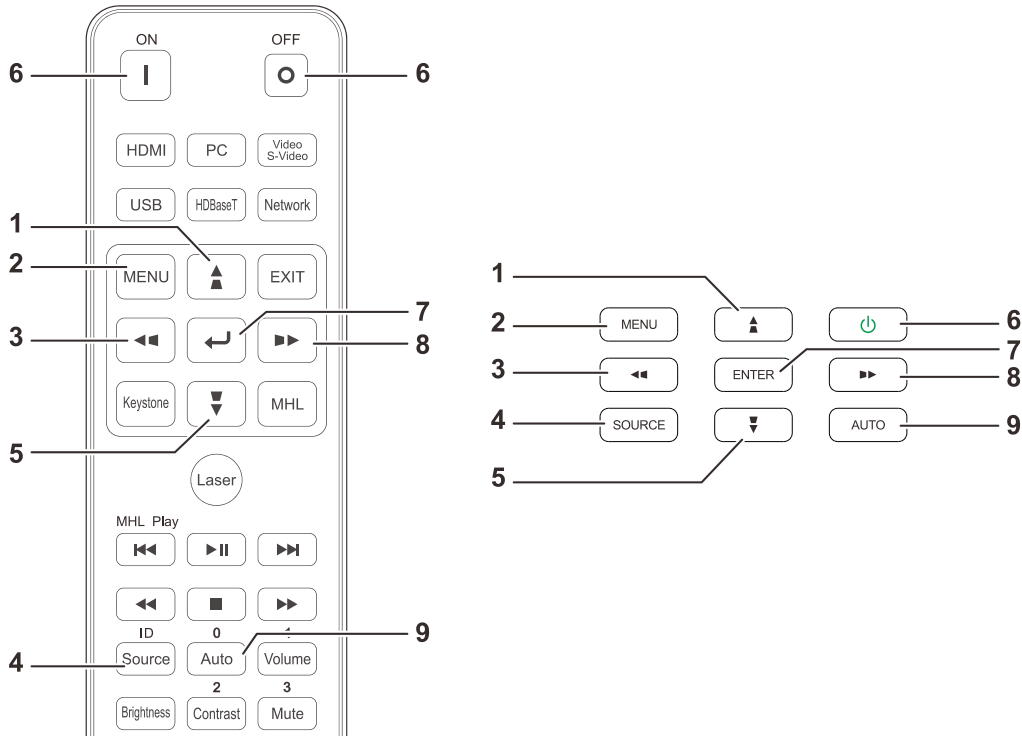 ON OFF
6 6
HDMI PC Video
S-Video
USB HDBaseT Network
1
2 MENU EXIT
3 7
8
Keystone MHL
5
Laser
MHL Play
ID 0
9
4 Source Auto Volume
2 3
Brightness Contrast Mute
1
2 MENU 6
7
3 ENTER 8
4 SOURCE AUTO 9
5